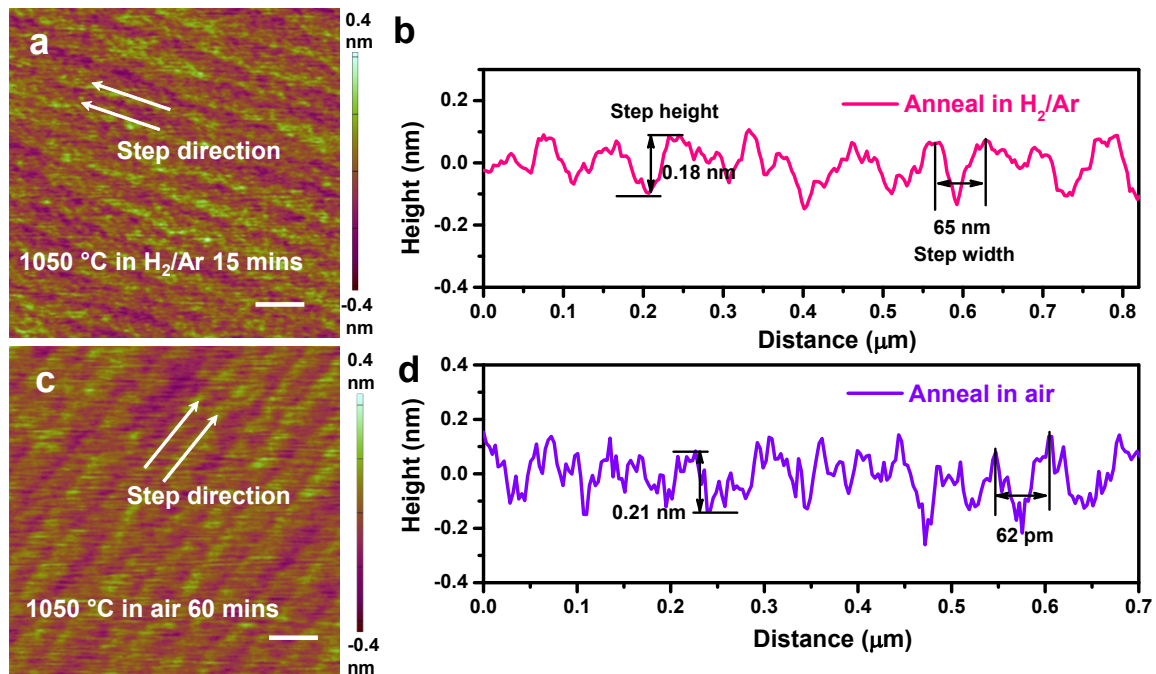 a
0.4
nm
Step direction
1050 °C in H₂/Ar 15 mins
-0.4
nm
b
Anneal in H₂/Ar
Step height
0.18 nm
65 nm
Step width
Height (nm)
0.2
0.0
-0.2
-0.4
0.0 0.1 0.2 0.3 0.4 0.5 0.6 0.7 0.8
Distance (μm)
c
0.4
nm
Step direction
1050 °C in air 60 mins
-0.4
nm
d
Anneal in air
0.21 nm
62 pm
Height (nm)
0.4
0.2
0.0
-0.2
-0.4
0.0 0.1 0.2 0.3 0.4 0.5 0.6 0.7
Distance (μm)